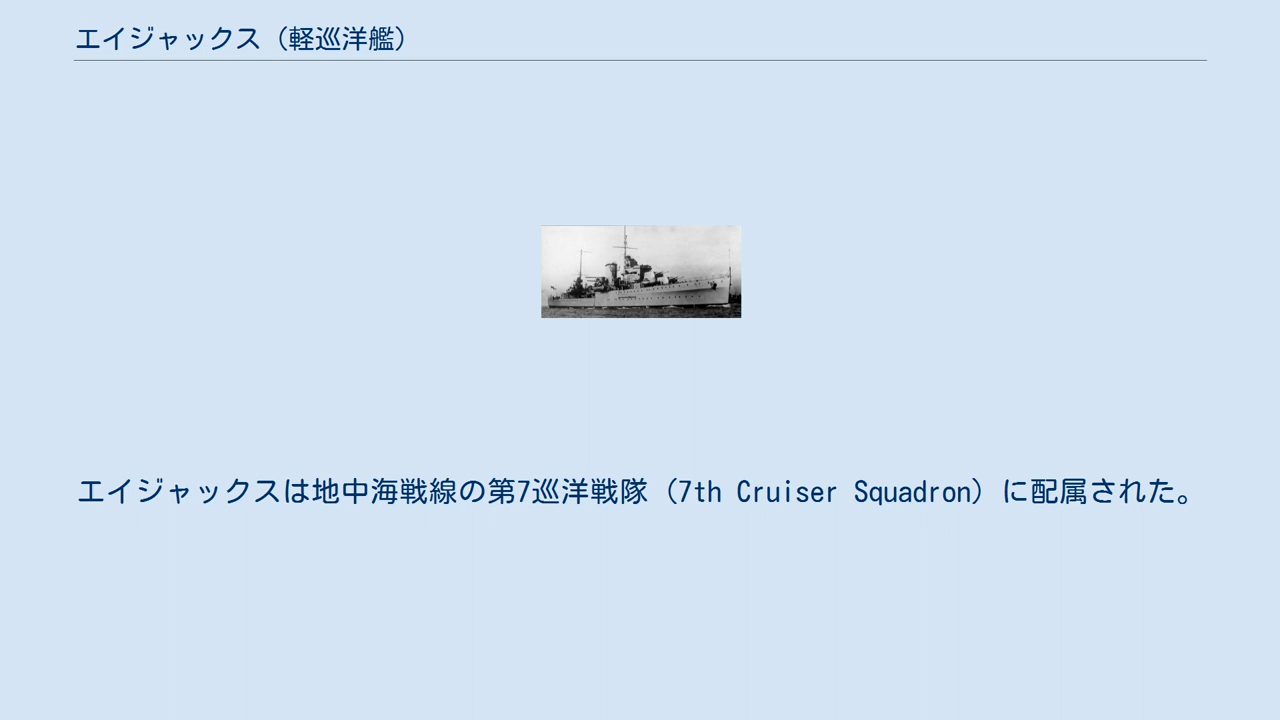 エイジャックス（軽巡洋艦）
エイジャックスは地中海戦線の第7巡洋戦隊（7th Cruiser Squadron）に配属された。